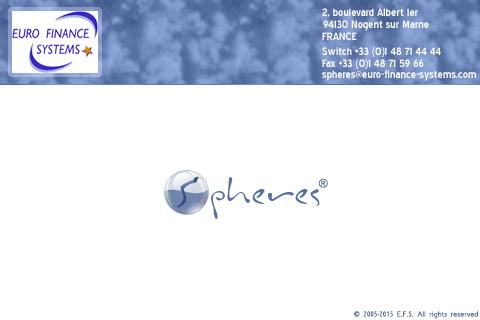 EURO FINANCE
SYSTEMS
2, boulevard Albert 1er
94130 Nogent sur Marne
FRANCE
Switch +33 (0)1 48 71 44 44
Fax +33 (0)1 48 71 59 66
spheres@euro-finance-systems.com
Spheres®
© 2005-2015 E.F.S. All rights reserved